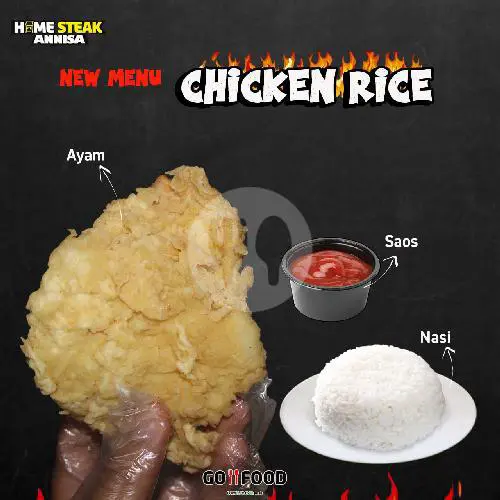 HOME STEAK
ANNISA
NEW MENU
CHICKEN RICE
Ayam
Saos
Nasi
GOFOOD